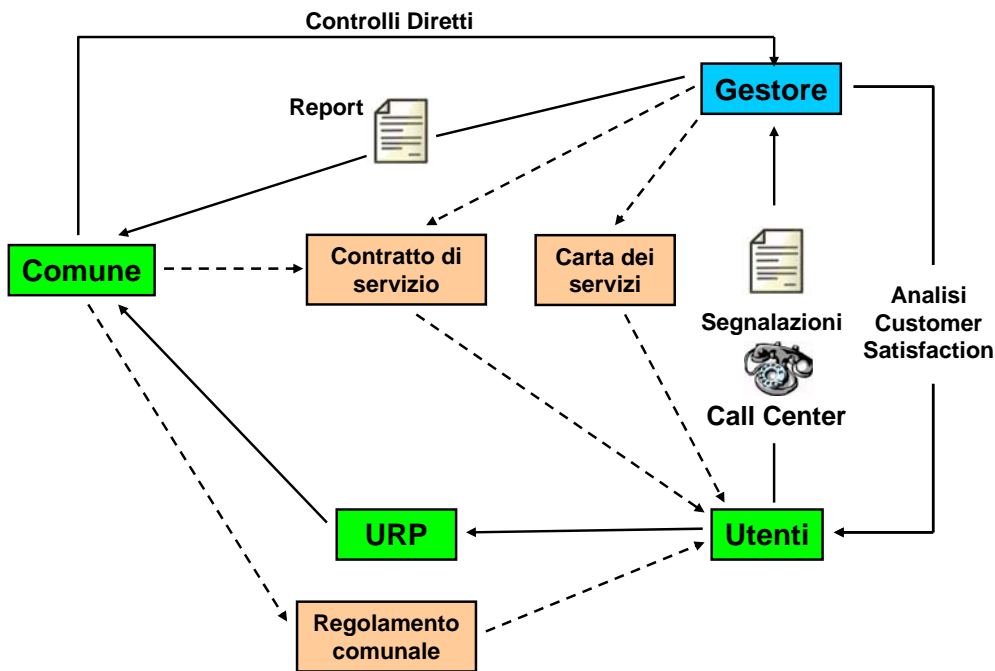 Controlli Diretti
Gestore
Report
Comune
Contratto di
servizio
Carta dei
servizi
Segnalazioni
Call Center
Analisi
Customer
Satisfaction
URP
Utenti
Regolamento
comunale